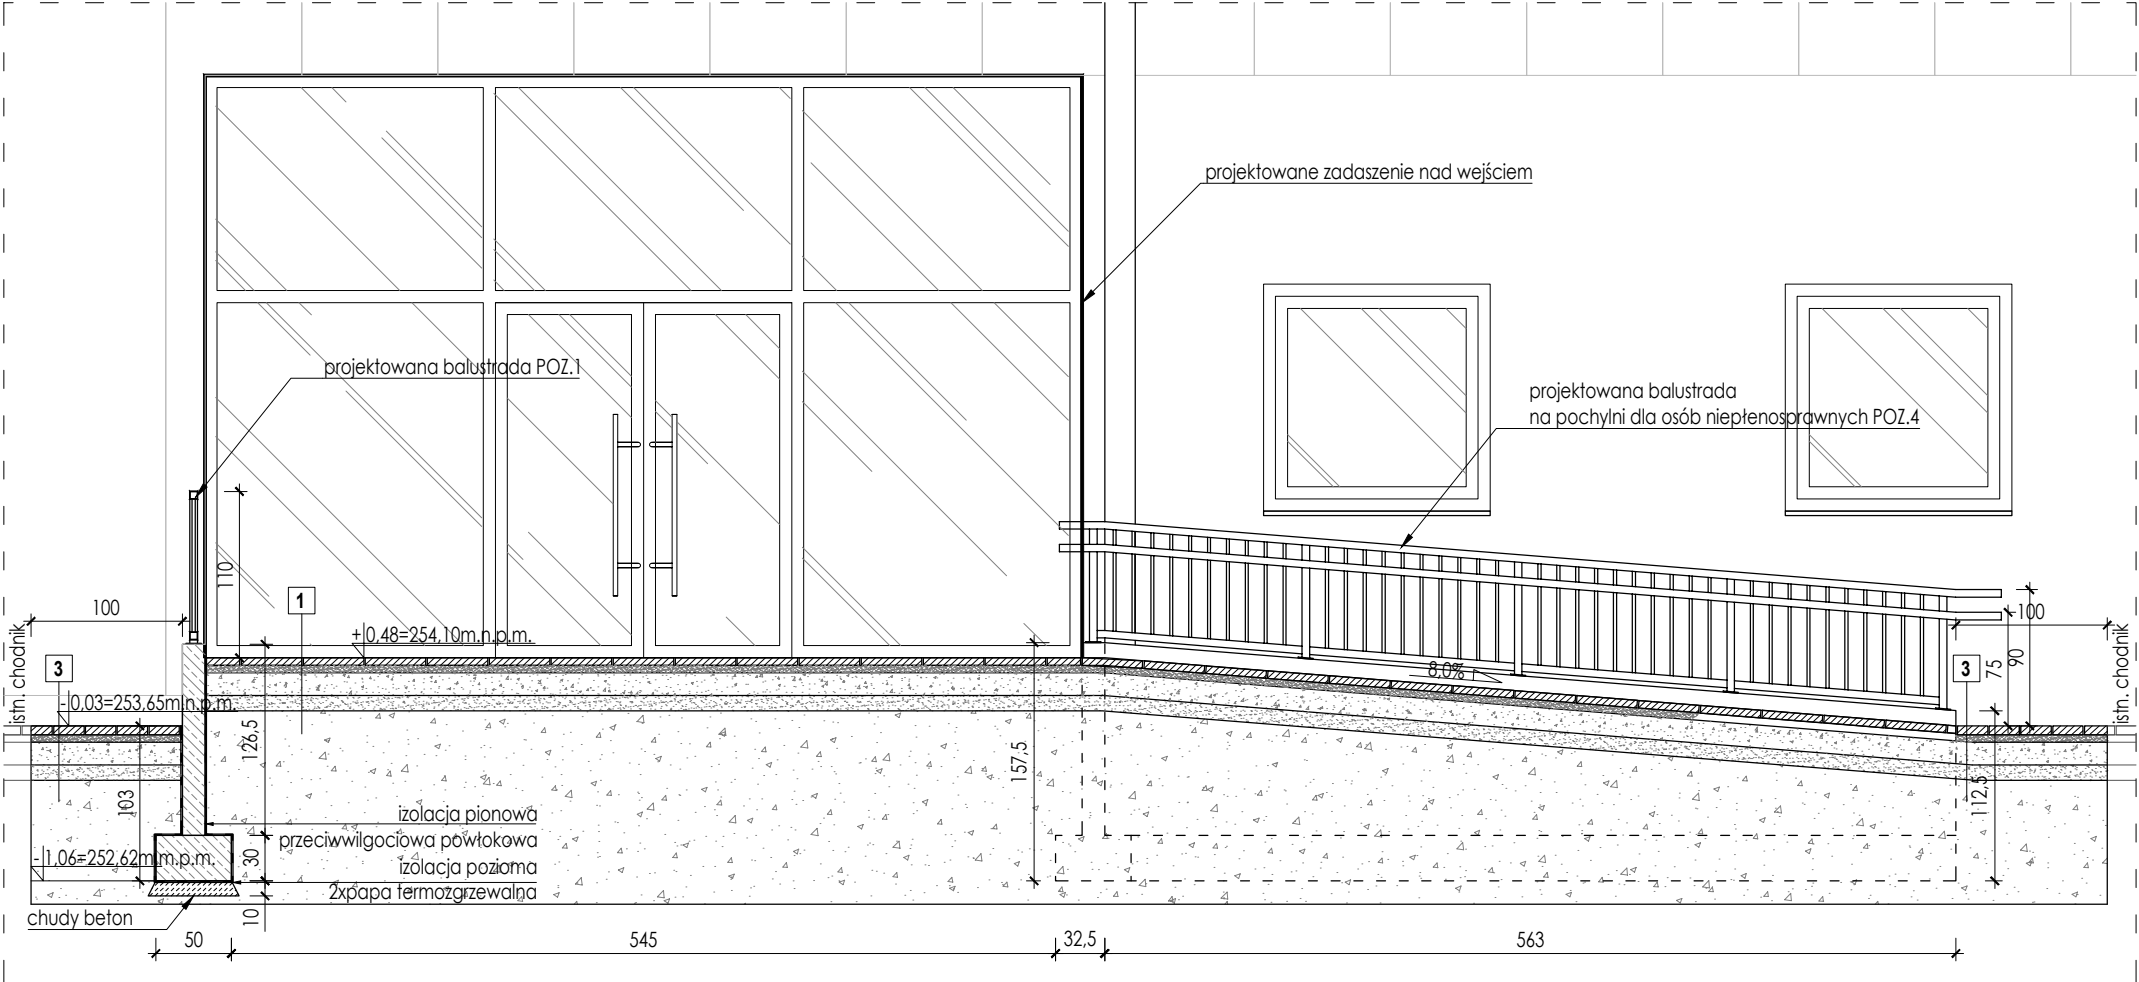 projektowane zadaszenie nad wejściem
projektowana balustrada POZ.1
projektowana balustrada
na pochylni dla osób niepłenosprawnych POZ.4
110
1
100
+0,48=254,10m.n.p.m.
istn. chodnik
3
-0,03=253,65m.n.p.m.
126,5
103
157,5
8,0%
3
100
75
90
istn. chodnik
112,5
izolacja pionowa
przeciwwilgociowa powłokowa
izolacja pozioma
2xpapa termozgrzewalna
-1,06=252,62m.m.p.m.
30
10
chudy beton
50
545
32,5
563